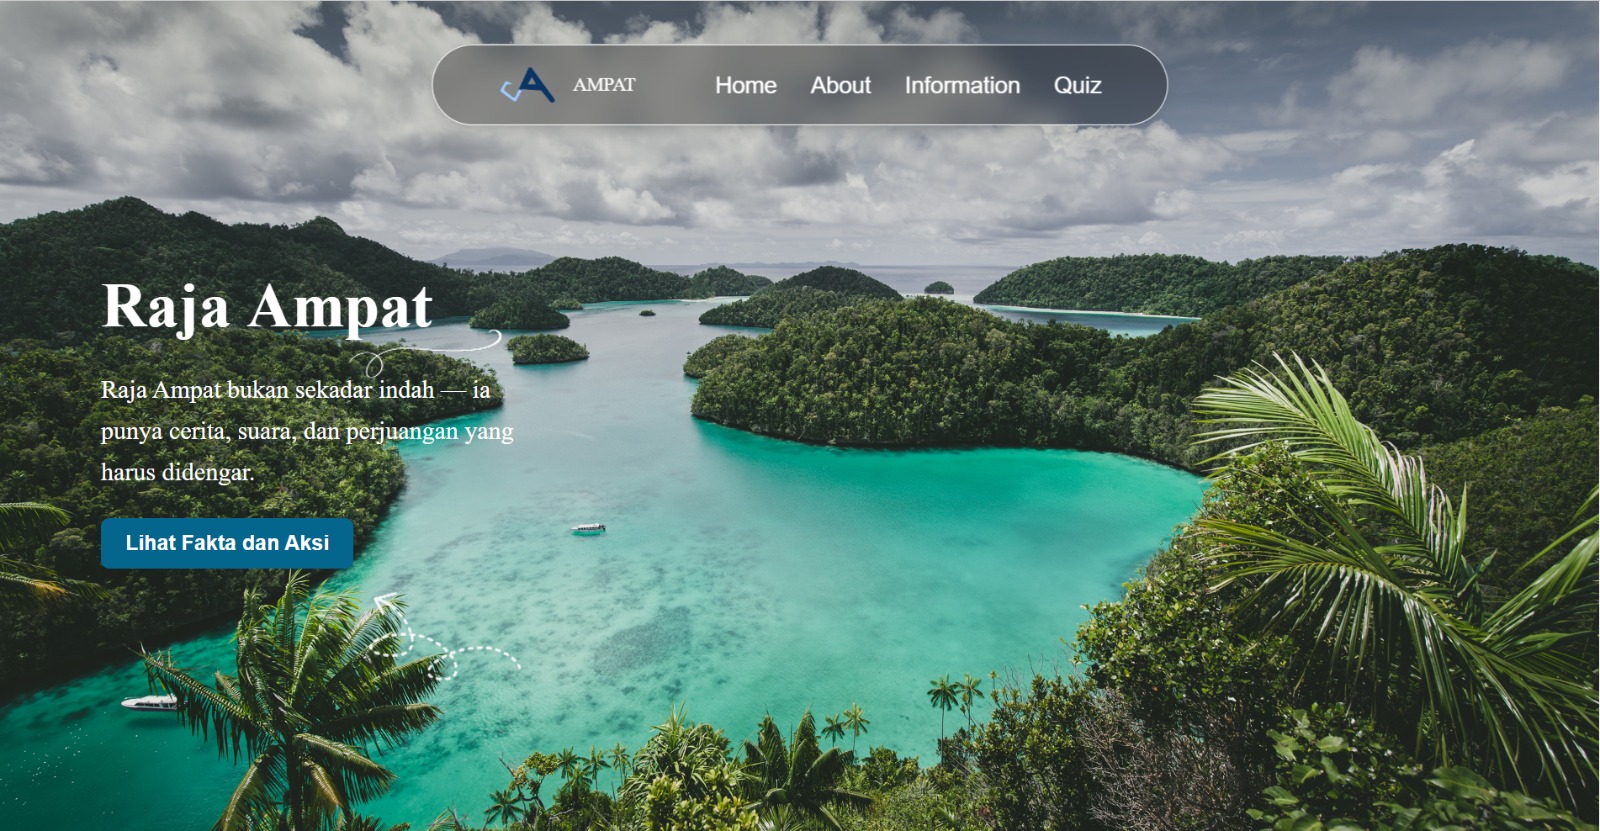 AMPAT
Home About Information Quiz
Raja Ampat
Raja Ampat bukan sekadar indah — ia
punya cerita, suara, dan perjuangan yang
harus didengar.
Lihat Fakta dan Aksi